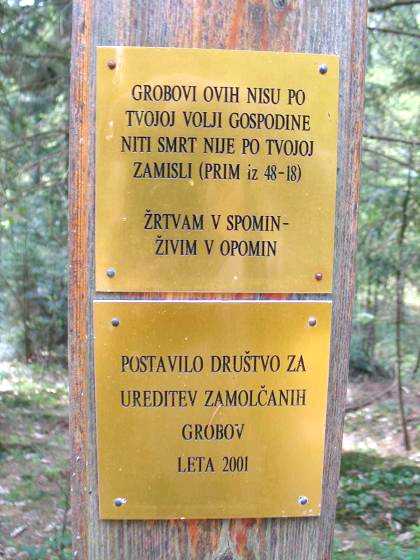 GROBOVI OVIH NISU PO
TVOJOJ VOLJI GOSPODINE
NITI SMRT NIJE PO TVOJOJ
ZAMISLI (PRIM iz 48-18)
ŽRTVAM V SPOMIN-
ŽIVIM V OPOMIN
POSTAVILO DRUŠTVO ZA
UREDITEV ZAMOLČANIH
GROBOV
LETA 2001